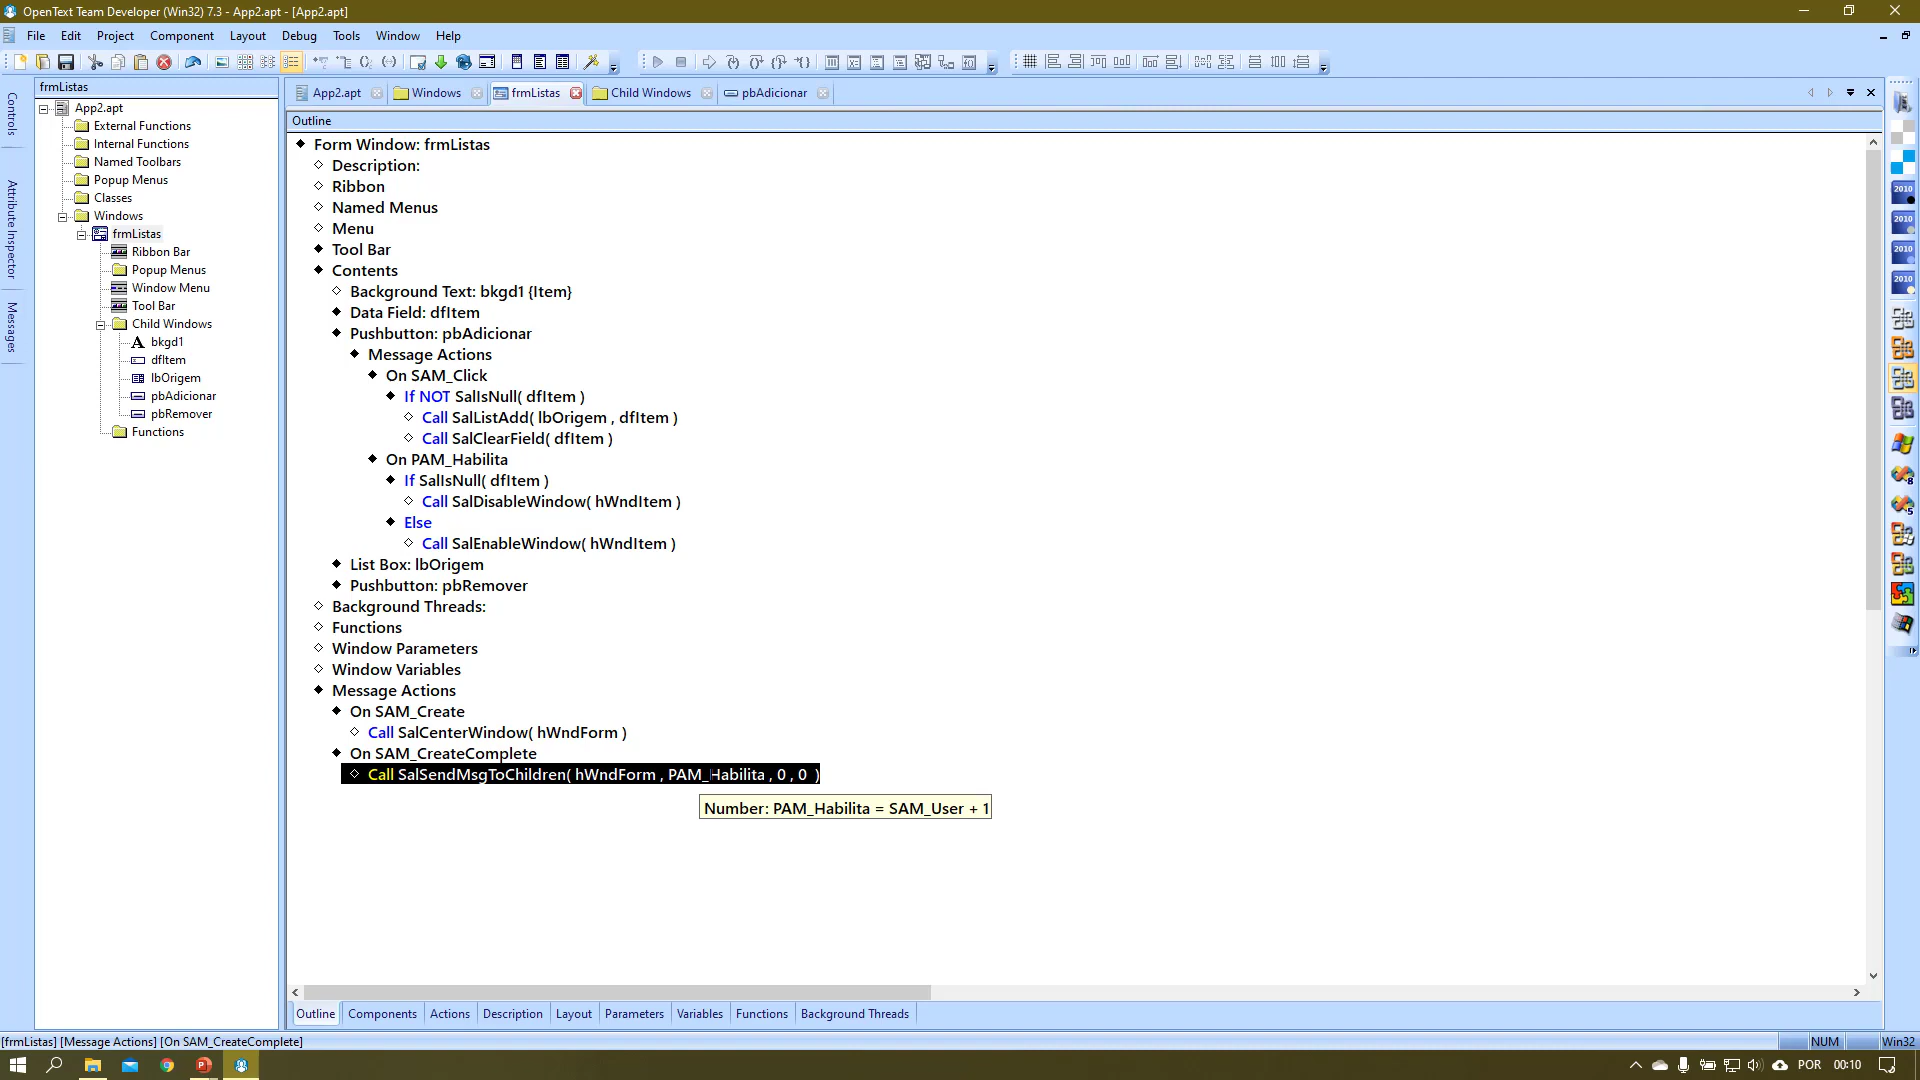 OpenText Team Developer (Win32) 7.3 - App2.apt - [App2.apt]
File Edit Project Component Layout Debug Tools Window Help
frmListas
App2.apt
External Functions
Internal Functions
Named Toolbars
Popup Menus
Classes
Windows
frmListas
Ribbon Bar
Popup Menus
Window Menu
Tool Bar
Child Windows
bkgd1
dfItem
lbOrigem
pbAdicionar
pbRemover
Functions
Controls
Attribute Inspector
Messages
App2.apt Windows frmListas Child Windows pbAdicionar
Outline
Form Window: frmListas
Description:
Ribbon
Named Menus
Menu
Tool Bar
Contents
Background Text: bkgd1 {Item}
Data Field: dfItem
Pushbutton: pbAdicionar
Message Actions
On SAM_Click
If NOT SalIsNull( dfItem )
Call SalListAdd( lbOrigem , dfItem )
Call SalClearField( dfItem )
On PAM_Habilita
If SalIsNull( dfItem )
Call SalDisableWindow( hWndItem )
Else
Call SalEnableWindow( hWndItem )
List Box: lbOrigem
Pushbutton: pbRemover
Background Threads:
Functions
Window Parameters
Window Variables
Message Actions
On SAM_Create
Call SalCenterWindow( hWndForm )
On SAM_CreateComplete
Call SalSendMsgToChildren( hWndForm , PAM_Habilita , 0 , 0 )
Number: PAM_Habilita = SAM_User + 1
Outline Components Actions Description Layout Parameters Variables Functions Background Threads
2010
2010
2010
2010
[frmListas] [Message Actions] [On SAM_CreateComplete]
NUM
Win32
POR
00:10